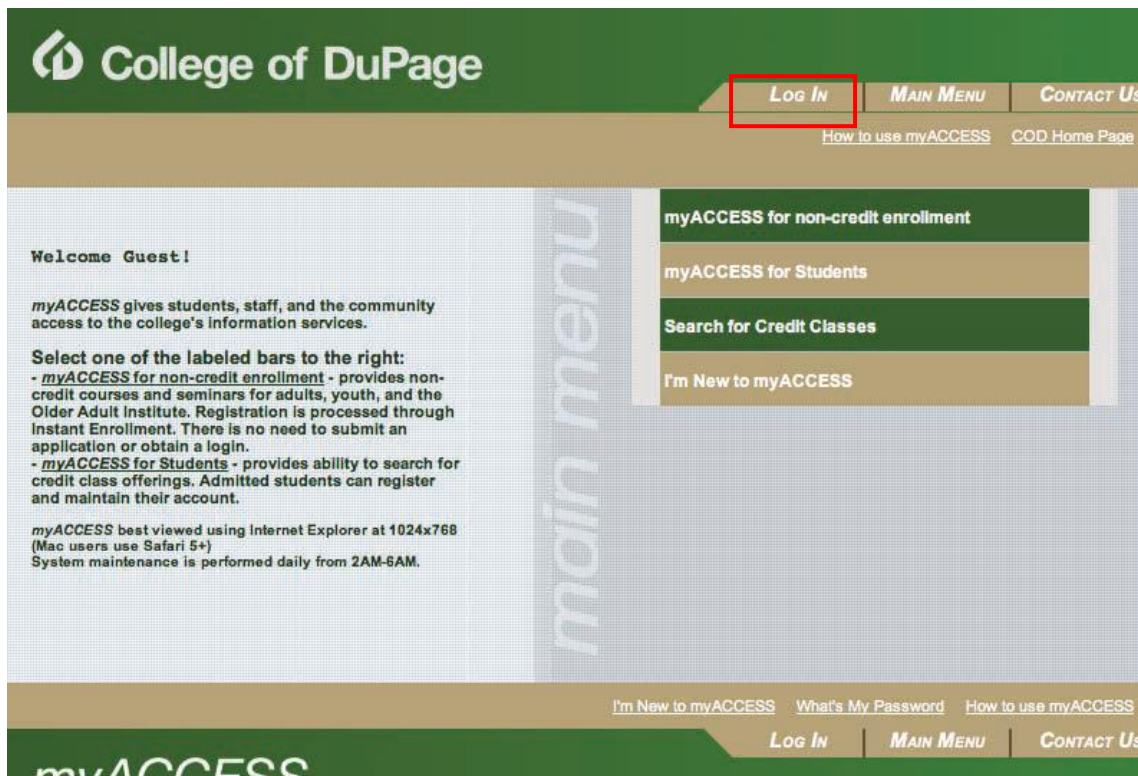 College of DuPage
LOG IN MAIN MENU CONTACT US
How to use myACCESS COD Home Page
main menu
myACCESS for non-credit enrollment
myACCESS for Students
Search for Credit Classes
I'm New to myACCESS
Welcome Guest!
myACCESS gives students, staff, and the community
access to the college's information services.
Select one of the labeled bars to the right:
- myACCESS for non-credit enrollment - provides non-
credit courses and seminars for adults, youth, and the
Older Adult Institute. Registration is processed through
Instant Enrollment. There is no need to submit an
application or obtain a login.
- myACCESS for Students - provides ability to search for
credit class offerings. Admitted students can register
and maintain their account.
myACCESS best viewed using Internet Explorer at 1024x768
(Mac users use Safari 5+)
System maintenance is performed daily from 2AM-6AM.
I'm New to myACCESS What's My Password How to use myACCESS
LOG IN MAIN MENU CONTACT US
myACCESS